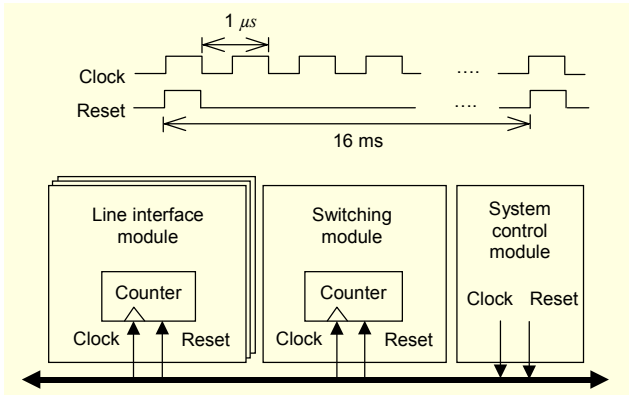 1 μs
Clock
....
Reset
....
16 ms
Line interface
module
Counter
Clock
Reset
Switching
module
Counter
Clock
Reset
System
control
module
Clock
Reset